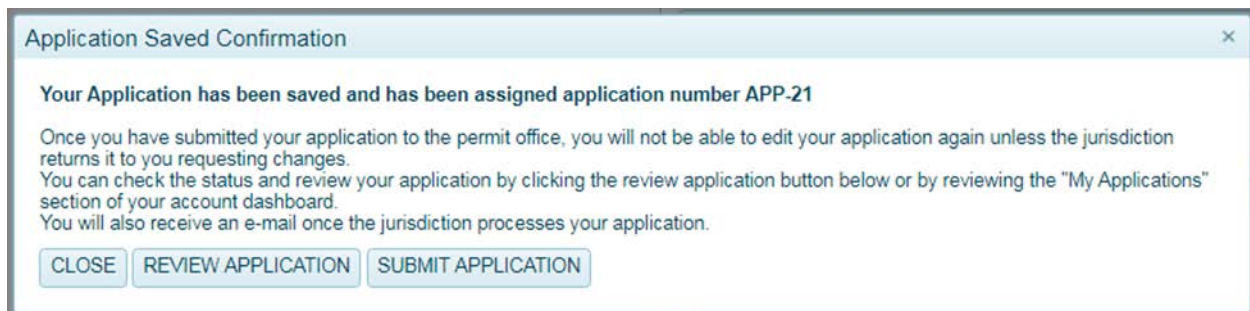 Application Saved Confirmation ×
Your Application has been saved and has been assigned application number APP-21
Once you have submitted your application to the permit office, you will not be able to edit your application again unless the jurisdiction
returns it to you requesting changes.
You can check the status and review your application by clicking the review application button below or by reviewing the "My Applications"
section of your account dashboard.
You will also receive an e-mail once the jurisdiction processes your application.
CLOSE REVIEW APPLICATION SUBMIT APPLICATION